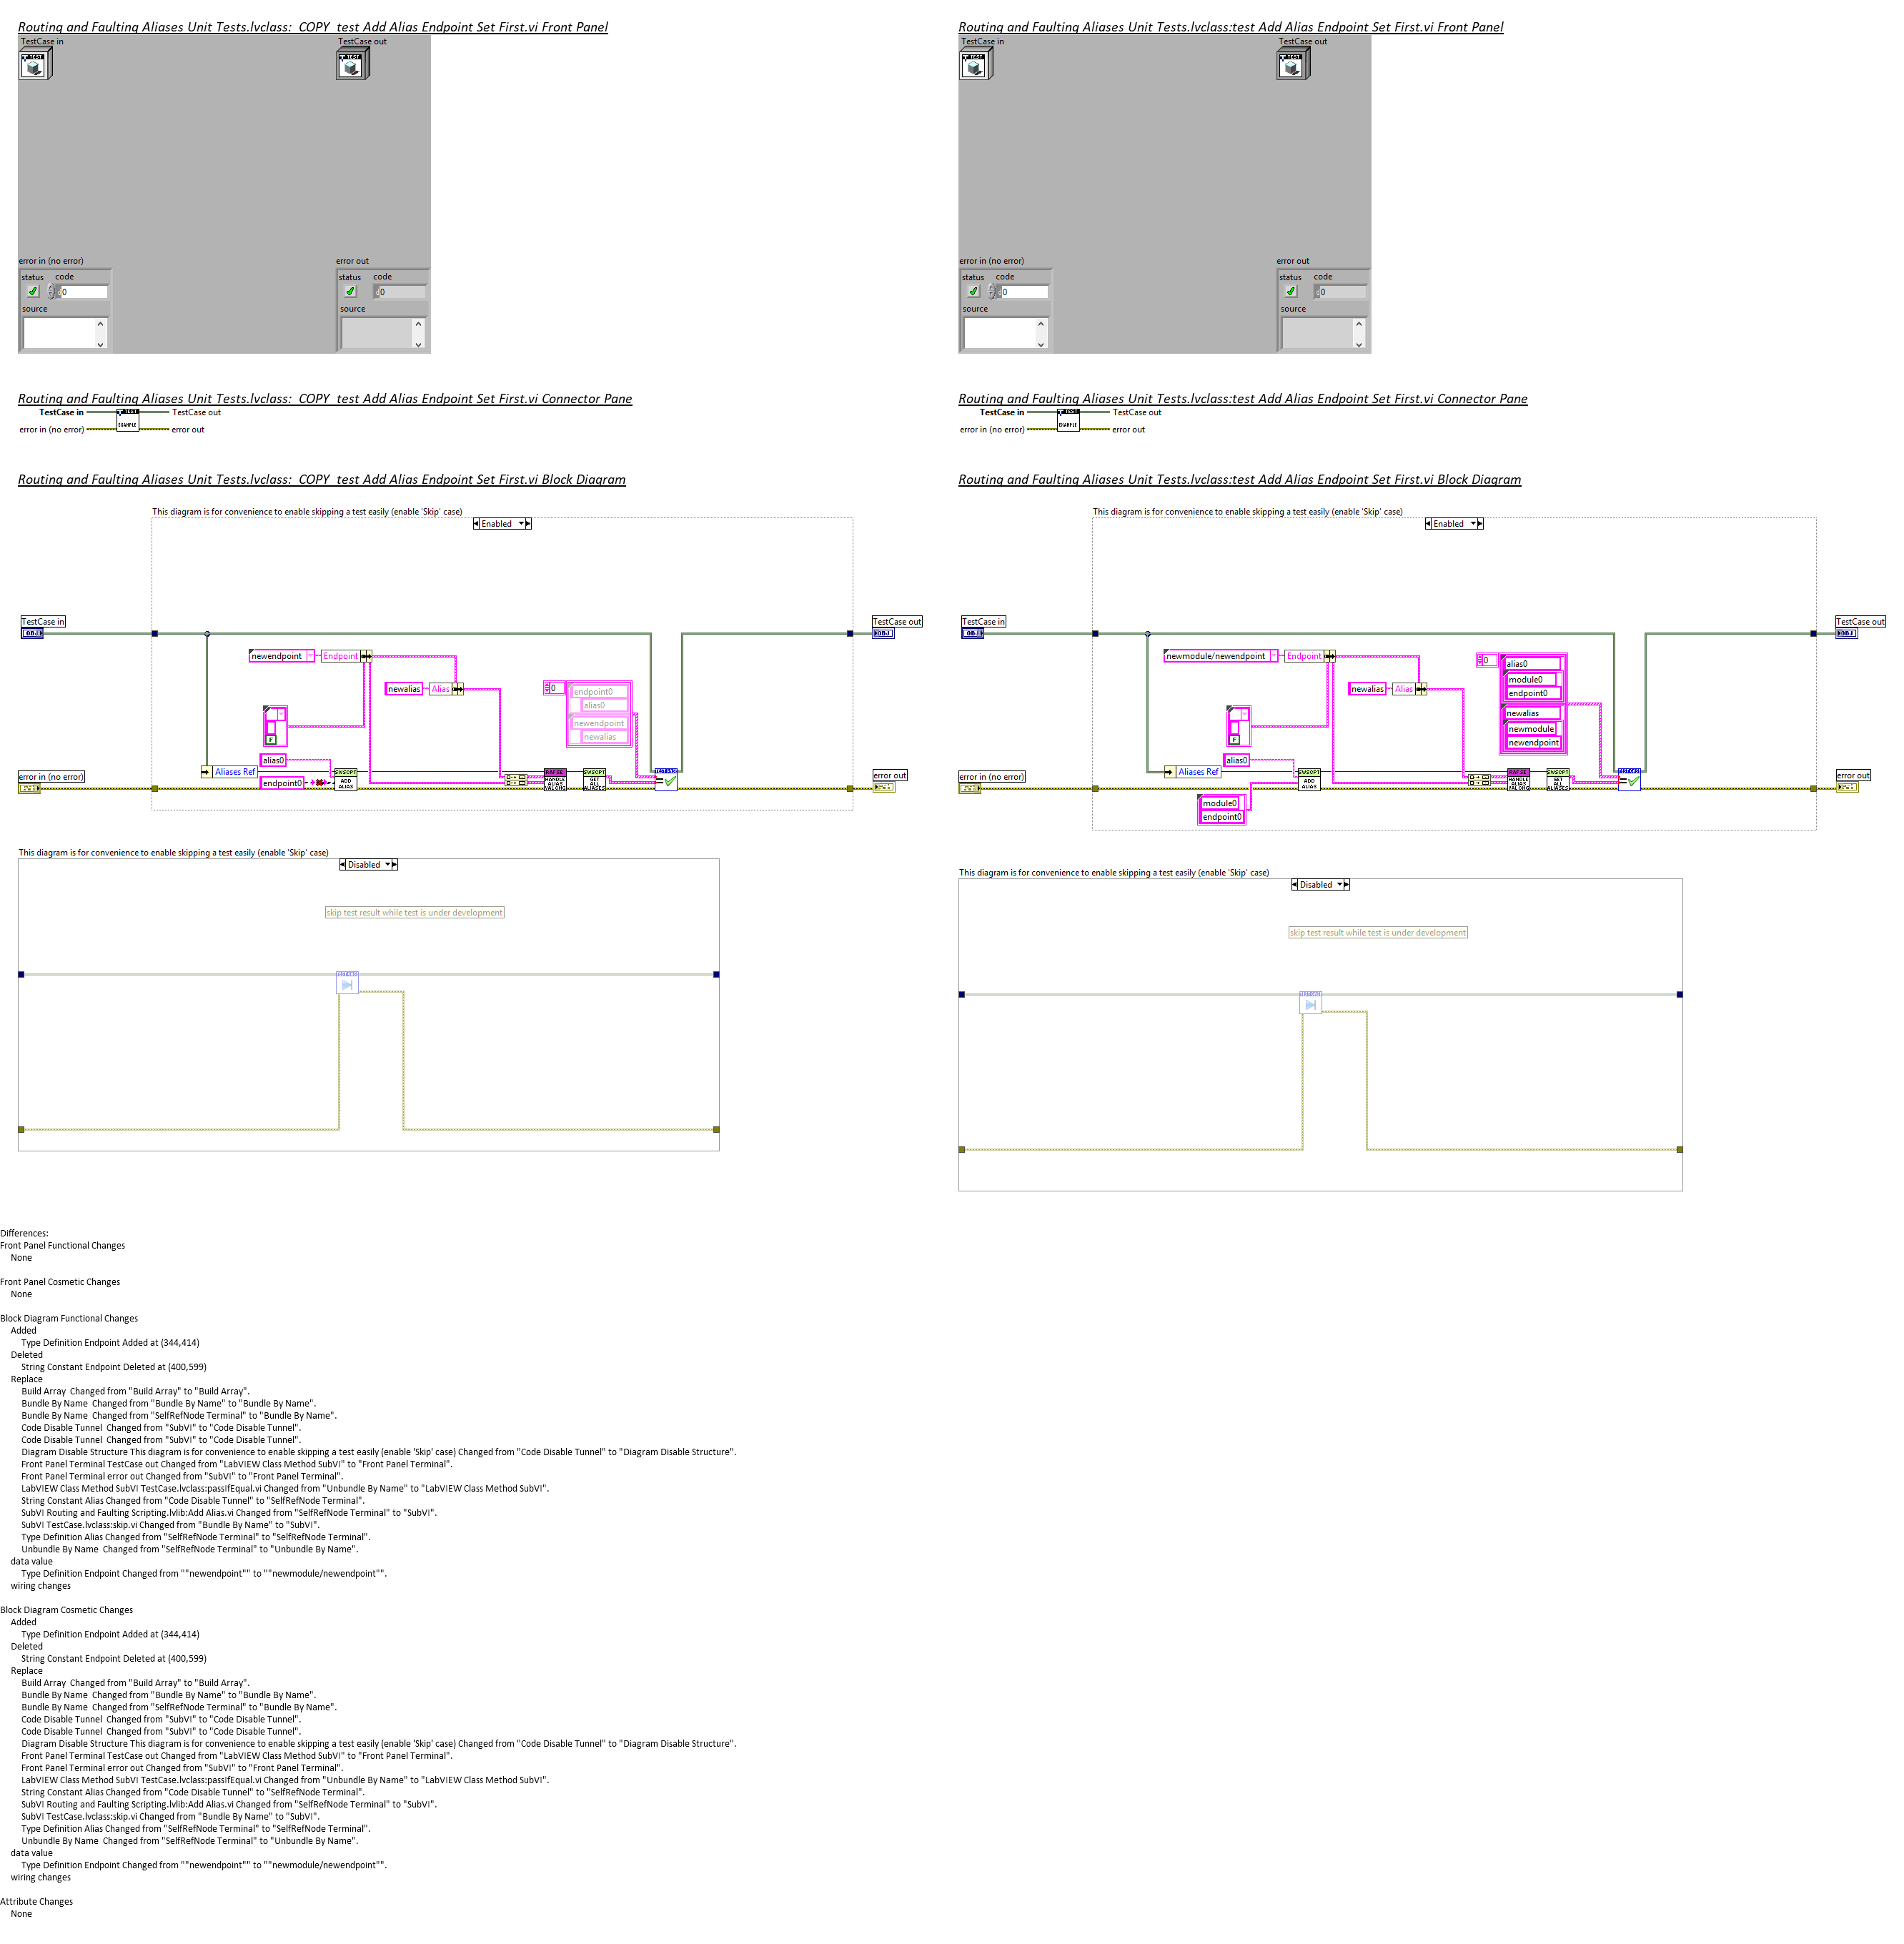 Routing and Faulting Aliases Unit Tests.lvclass:_COPY_test Add Alias Endpoint Set First.vi Front Panel
TestCase in
TestCase out
TEST
TEST
error in (no error)
error out
status
code
0
source
status
code
0
source
Routing and Faulting Aliases Unit Tests.lvclass:test Add Alias Endpoint Set First.vi Front Panel
TestCase in
TestCase out
TEST
TEST
error in (no error)
error out
status
code
0
source
status
code
0
source
Routing and Faulting Aliases Unit Tests.lvclass:_COPY_test Add Alias Endpoint Set First.vi Connector Pane
TestCase in
TEST
TestCase out
error in (no error)
EXAMPLE
error out
Routing and Faulting Aliases Unit Tests.lvclass:test Add Alias Endpoint Set First.vi Connector Pane
TestCase in
TEST
TestCase out
error in (no error)
EXAMPLE
error out
Routing and Faulting Aliases Unit Tests.lvclass:_COPY_test Add Alias Endpoint Set First.vi Block Diagram
This diagram is for convenience to enable skipping a test easily (enable 'Skip' case)
Enabled
TestCase in
OBJ
TestCase out
OBJ
newendpoint
Endpoint
newalias
Alias
0
endpoint0
alias0
newendpoint
newalias
F
alias0
Aliases Ref
endpoint0
ADD
ALIAS
HANDLE
ALIAS
VAL CHG
GET
ALL
ALIASES
error in (no error)
error out
This diagram is for convenience to enable skipping a test easily (enable 'Skip' case)
Disabled
skip test result while test is under development
Routing and Faulting Aliases Unit Tests.lvclass:test Add Alias Endpoint Set First.vi Block Diagram
This diagram is for convenience to enable skipping a test easily (enable 'Skip' case)
Enabled
TestCase in
OBJ
TestCase out
OBJ
newmodule/newendpoint
Endpoint
newalias
Alias
0
alias0
module0
endpoint0
newalias
newmodule
newendpoint
F
alias0
Aliases Ref
module0
endpoint0
ADD
ALIAS
HANDLE
ALIAS
VAL CHG
GET
ALL
ALIASES
error in (no error)
error out
This diagram is for convenience to enable skipping a test easily (enable 'Skip' case)
Disabled
skip test result while test is under development
Differences:
Front Panel Functional Changes
None
Front Panel Cosmetic Changes
None
Block Diagram Functional Changes
Added
Type Definition Endpoint Added at (344,414)
Deleted
String Constant Endpoint Deleted at (400,599)
Replace
Build Array  Changed from "Build Array" to "Build Array".
Bundle By Name  Changed from "Bundle By Name" to "Bundle By Name".
Bundle By Name  Changed from "SelfRefNode Terminal" to "Bundle By Name".
Code Disable Tunnel  Changed from "SubVI" to "Code Disable Tunnel".
Code Disable Tunnel  Changed from "SubVI" to "Code Disable Tunnel".
Diagram Disable Structure This diagram is for convenience to enable skipping a test easily (enable 'Skip' case) Changed from "Code Disable Tunnel" to "Diagram Disable Structure".
Front Panel Terminal TestCase out Changed from "LabVIEW Class Method SubVI" to "Front Panel Terminal".
Front Panel Terminal error out Changed from "SubVI" to "Front Panel Terminal".
LabVIEW Class Method SubVI TestCase.lvclass:passIfEqual.vi Changed from "Unbundle By Name" to "LabVIEW Class Method SubVI".
String Constant Alias Changed from "Code Disable Tunnel" to "SelfRefNode Terminal".
SubVI Routing and Faulting Scripting.lvlib:Add Alias.vi Changed from "SelfRefNode Terminal" to "SubVI".
SubVI TestCase.lvclass:skip.vi Changed from "Bundle By Name" to "SubVI".
Type Definition Alias Changed from "SelfRefNode Terminal" to "SelfRefNode Terminal".
Unbundle By Name  Changed from "SelfRefNode Terminal" to "Unbundle By Name".
data value
Type Definition Endpoint Changed from ""newendpoint"" to ""newmodule/newendpoint"".
wiring changes
Block Diagram Cosmetic Changes
Added
Type Definition Endpoint Added at (344,414)
Deleted
String Constant Endpoint Deleted at (400,599)
Replace
Build Array  Changed from "Build Array" to "Build Array".
Bundle By Name  Changed from "Bundle By Name" to "Bundle By Name".
Bundle By Name  Changed from "SelfRefNode Terminal" to "Bundle By Name".
Code Disable Tunnel  Changed from "SubVI" to "Code Disable Tunnel".
Code Disable Tunnel  Changed from "SubVI" to "Code Disable Tunnel".
Diagram Disable Structure This diagram is for convenience to enable skipping a test easily (enable 'Skip' case) Changed from "Code Disable Tunnel" to "Diagram Disable Structure".
Front Panel Terminal TestCase out Changed from "LabVIEW Class Method SubVI" to "Front Panel Terminal".
Front Panel Terminal error out Changed from "SubVI" to "Front Panel Terminal".
LabVIEW Class Method SubVI TestCase.lvclass:passIfEqual.vi Changed from "Unbundle By Name" to "LabVIEW Class Method SubVI".
String Constant Alias Changed from "Code Disable Tunnel" to "SelfRefNode Terminal".
SubVI Routing and Faulting Scripting.lvlib:Add Alias.vi Changed from "SelfRefNode Terminal" to "SubVI".
SubVI TestCase.lvclass:skip.vi Changed from "Bundle By Name" to "SubVI".
Type Definition Alias Changed from "SelfRefNode Terminal" to "SelfRefNode Terminal".
Unbundle By Name  Changed from "SelfRefNode Terminal" to "Unbundle By Name".
data value
Type Definition Endpoint Changed from ""newendpoint"" to ""newmodule/newendpoint"".
wiring changes
Attribute Changes
None